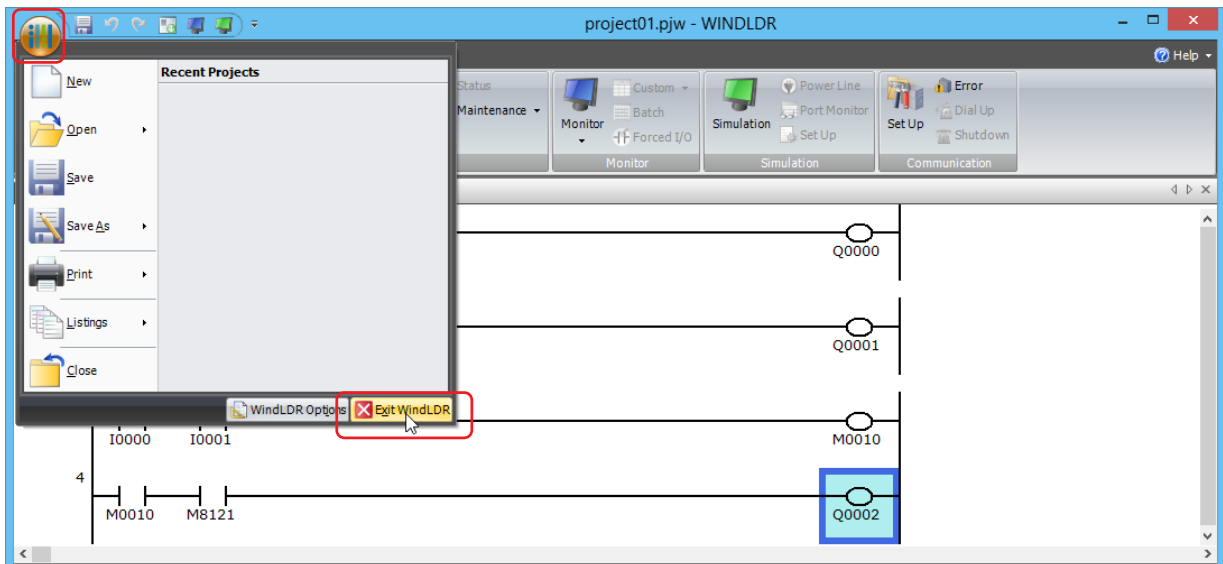 project01.pjw - WINDLDR
Help
New
Recent Projects
Open
Save
Save As
Print
Listings
Close
WindLDR Options
Exit WindLDR
Status
Maintenance
Monitor
Custom
Batch
Forced I/O
Monitor
Simulation
Power Line
Port Monitor
Set Up
Simulation
Set Up
Error
Dial Up
Shutdown
Communication
Q0000
Q0001
I0000 I0001 M0010
4
M0010 M8121 Q0002